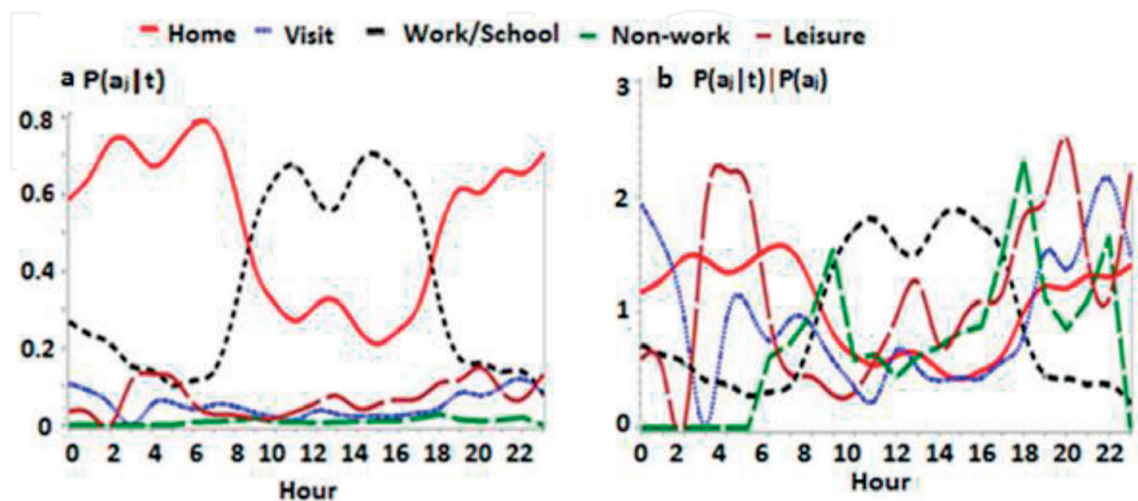 Home Visit Work/School Non-work Leisure
a P(aj|t)
0.8
0.6
0.4
0.2
0
0 2 4 6 8 10 12 14 16 18 20 22
Hour
b P(aj|t)|P(aj)
3
2
1
0
0 2 4 6 8 10 12 14 16 18 20 22
Hour